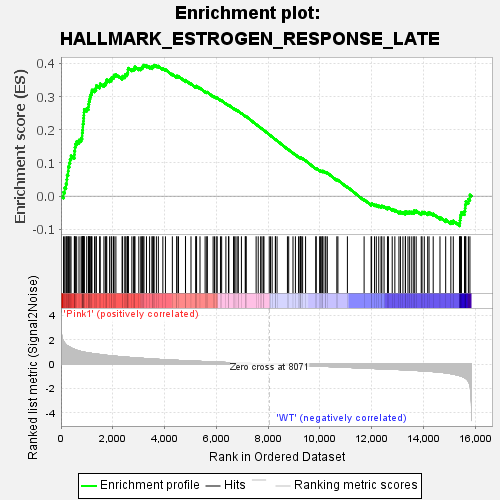 Enrichment plot:
HALLMARK_ESTROGEN_RESPONSE_LATE
Enrichment score (ES)
0.4
0.3
0.2
0.1
0.0
-0.1
Ranked list metric (Signal2Noise)
'Pink1' (positively correlated)
4
2
0
-2
-4
Zero cross at 8071
'WT' (negatively correlated)
0
2,000
4,000
6,000
8,000
10,000
12,000
14,000
16,000
Rank in Ordered Dataset
Enrichment profile
Hits
Ranking metric scores